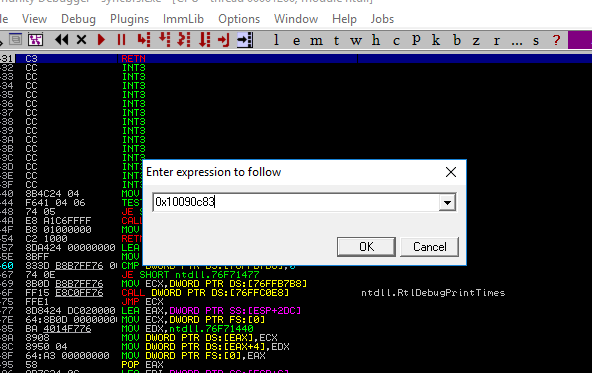 View Debug Plugins ImmLib Options Window Help Jobs
l e m t w h c p k b z r ... s ?
31 C3 RETN
32 CC INT3
33 CC INT3
34 CC INT3
35 CC INT3
36 CC INT3
37 CC INT3
38 CC INT3
39 CC INT3
3A CC INT3
3B CC INT3
3C CC INT3
3D CC INT3
3E CC INT3
3F CC INT3
Enter expression to follow
0x10090c83
OK Cancel
40 8B4C24 04 MOV
44 F641 04 06 TEST
48 74 05 JE S
4A E8 A1C6FFFF CALL
4F B8 01000000 MOV
54 C2 1000 RETN
57 8DA424 00000000 LEA
5E 8BFF MOV
60 833D B8B7FF76 00 CMP DWORD PTR DS:[76FFB7B8],0
67 74 0E JE SHORT ntdll.76F71477
69 8B0D B8B7FF76 MOV ECX,DWORD PTR DS:[76FFB7B8]
6F FF15 E8C0FF76 CALL DWORD PTR DS:[76FFC0E8] ntdll.RtlDebugPrintTimes
75 FFE1 JMP ECX
77 8D8424 DC020000 LEA EAX,DWORD PTR SS:[ESP+2DC]
7E 64:8B0D 00000000 MOV ECX,DWORD PTR FS:[0]
85 BA 4014F776 MOV EDX,ntdll.76F71440
8A 8908 MOV DWORD PTR DS:[EAX],ECX
8C 8950 04 MOV DWORD PTR DS:[EAX+4],EDX
8F 64:A3 00000000 MOV DWORD PTR FS:[0],EAX
95 58 POP EAX